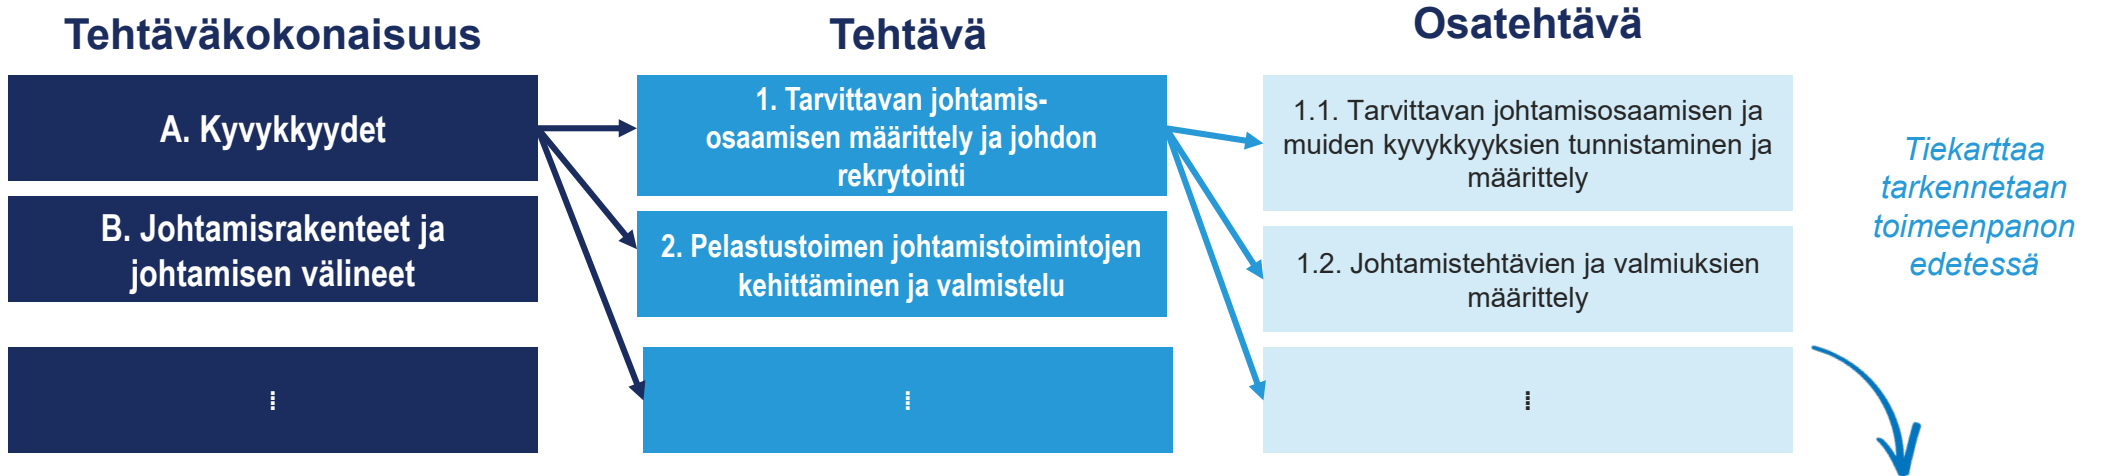 Tehtäväkokonaisuus
Tehtävä
Osatehtävä
A. Kyvykkyydet
B. Johtamisrakenteet ja
johtamisen välineet
⁞
1. Tarvittavan johtamis-
osaamisen määrittely ja johdon
rekrytointi
2. Pelastustoimen johtamistoimintojen
kehittäminen ja valmistelu
⁞
1.1. Tarvittavan johtamisosaamisen ja
muiden kyvykkyyksien tunnistaminen ja
määrittely
1.2. Johtamistehtävien ja valmiuksien
määrittely
⁞
Tiekarttaa
tarkennetaan
toimeenpanon
edetessä